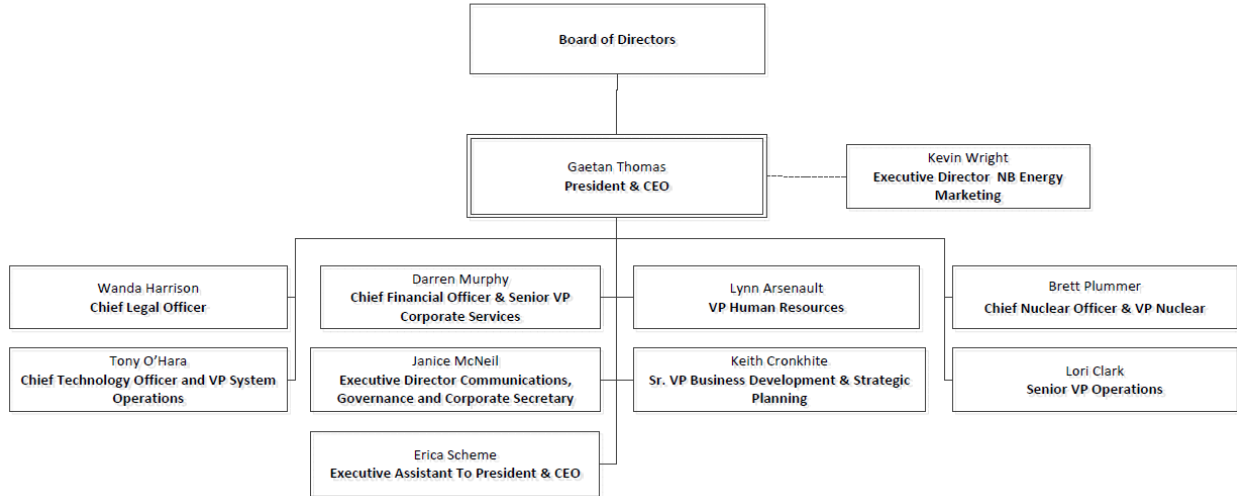 Board of Directors
Gaetan Thomas
President & CEO
Kevin Wright
Executive Director  NB Energy
Marketing
Wanda Harrison
Chief Legal Officer
Darren Murphy
Chief Financial Officer & Senior VP
Corporate Services
Lynn Arsenault
VP Human Resources
Brett Plummer
Chief Nuclear Officer & VP Nuclear
Tony O’Hara
Chief Technology Officer and VP System
Operations
Janice McNeil
Executive Director Communications,
Governance and Corporate Secretary
Keith Cronkhite
Sr. VP Business Development & Strategic
Planning
Lori Clark
Senior VP Operations
Erica Scheme
Executive Assistant To President & CEO